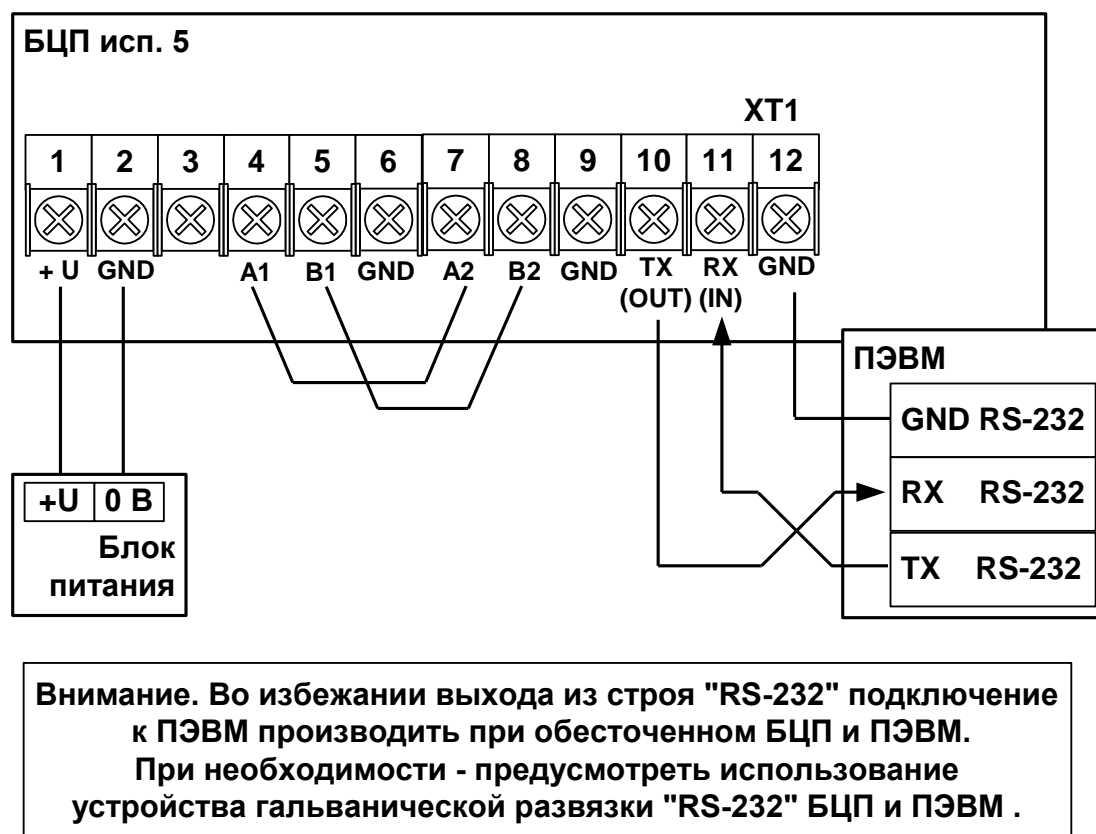 БЦП исп. 5
XT1
1 2 3 4 5 6 7 8 9 10 11 12
+ U GND A1 B1 GND A2 B2 GND TX RX GND
(OUT) (IN)
ПЭВМ
GND RS-232
RX RS-232
TX RS-232
+U 0 В
Блок
питания
Внимание. Во избежании выхода из строя "RS-232" подключение
к ПЭВМ производить при обесточенном БЦП и ПЭВМ.
При необходимости - предусмотреть использование
устройства гальванической развязки "RS-232" БЦП и ПЭВМ .